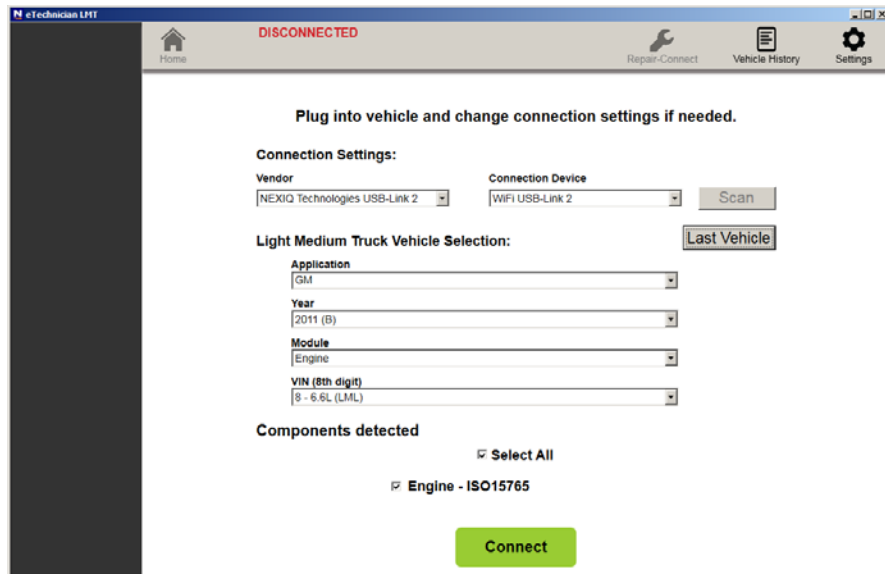 eTechnician LMT
DISCONNECTED
Home
Repair-Connect
Vehicle History
Settings
Plug into vehicle and change connection settings if needed.
Connection Settings:
Vendor
Connection Device
NEXIQ Technologies USB-Link 2
WiFi USB-Link 2
Scan
Light Medium Truck Vehicle Selection:
Last Vehicle
Application
GM
Year
2011 (B)
Module
Engine
VIN (8th digit)
8 - 6.6L (LML)
Components detected
Select All
Engine - ISO15765
Connect